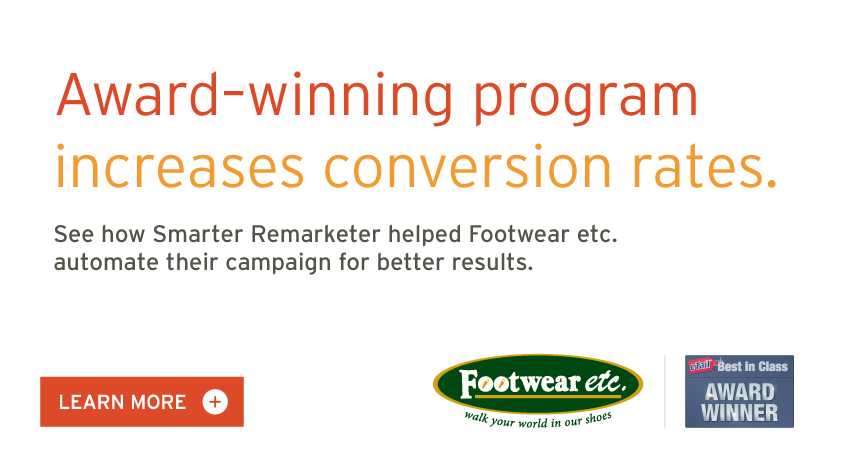 Award-winning program
increases conversion rates.
See how Smarter Remarketer helped Footwear etc.
automate their campaign for better results.
LEARN MORE +
Footwear etc.
walk your world in our shoes
eTail Best in Class
AWARD
WINNER